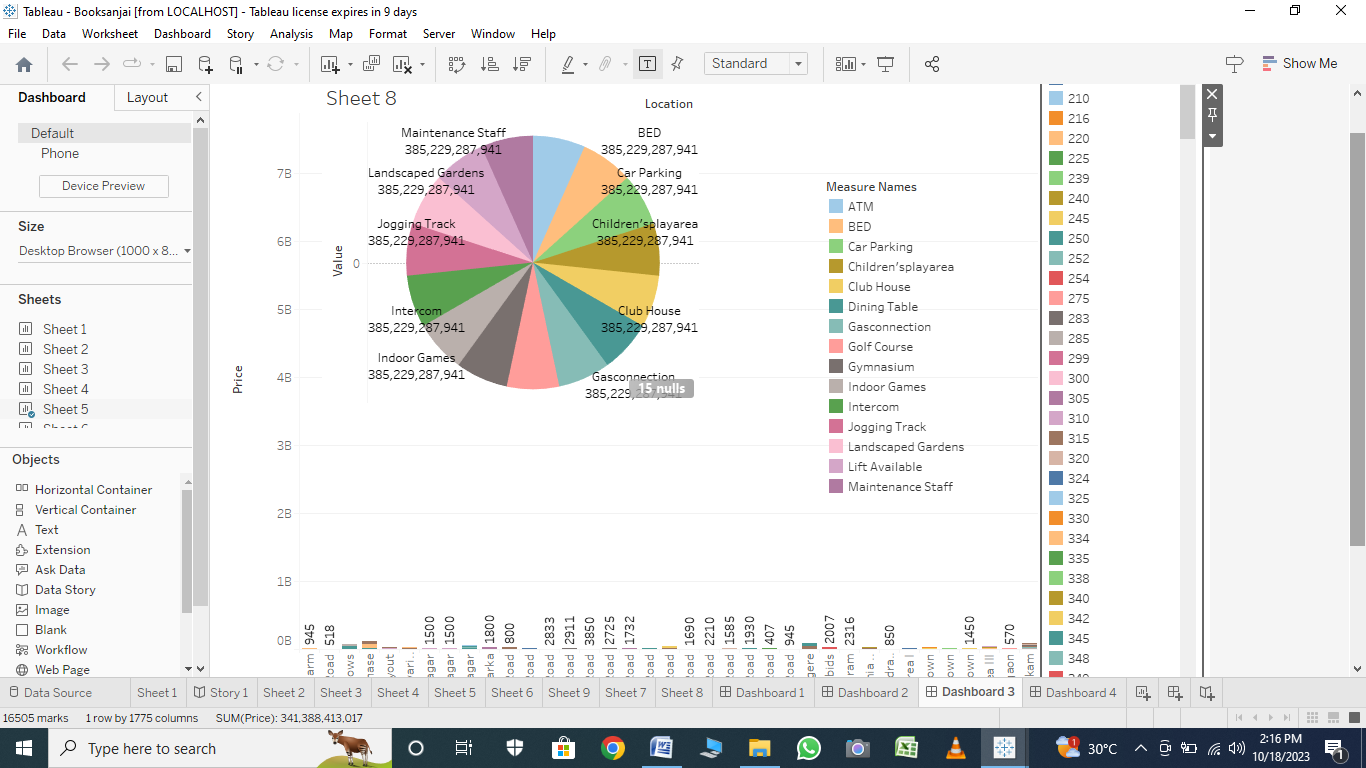 Tableau - Booksanjai [from LOCALHOST] - Tableau license expires in 9 days
File Data Worksheet Dashboard Story Analysis Map Format Server Window Help
Standard
Show Me
Dashboard Layout
Default
Phone
Device Preview
Size
Desktop Browser (1000 x 8...
Sheets
Sheet 1
Sheet 2
Sheet 3
Sheet 4
Sheet 5
Objects
Horizontal Container
Vertical Container
Text
Extension
Ask Data
Data Story
Image
Blank
Workflow
Web Page
Sheet 8
Location
Price
7B
6B
5B
4B
3B
2B
1B
0B
Value
0
Maintenance Staff
385,229,287,941
BED
385,229,287,941
Landscaped Gardens
385,229,287,941
Car Parking
385,229,287,941
Jogging Track
385,229,287,941
Children'splayarea
385,229,287,941
Intercom
385,229,287,941
Club House
385,229,287,941
Indoor Games
385,229,287,941
Gasconnection
15 nulls
Measure Names
ATM
BED
Car Parking
Children'splayarea
Club House
Dining Table
Gasconnection
Golf Course
Gymnasium
Indoor Games
Intercom
Jogging Track
Landscaped Gardens
Lift Available
Maintenance Staff
210
216
220
225
239
240
245
250
252
254
275
283
285
299
300
305
310
315
320
324
325
330
334
335
338
340
342
345
348
945 518 1500 1500 1800 800 2833 2911 3850 2725 1732 1690 2210 1585 1930 407 945 2007 2316 850 1450 570
Data Source Sheet 1 Story 1 Sheet 2 Sheet 3 Sheet 4 Sheet 5 Sheet 6 Sheet 9 Sheet 7 Sheet 8 Dashboard 1 Dashboard 2 Dashboard 3 Dashboard 4
16505 marks 1 row by 1775 columns SUM(Price): 341,388,413,017
Type here to search
1
30°C
2:16 PM
10/18/2023
1